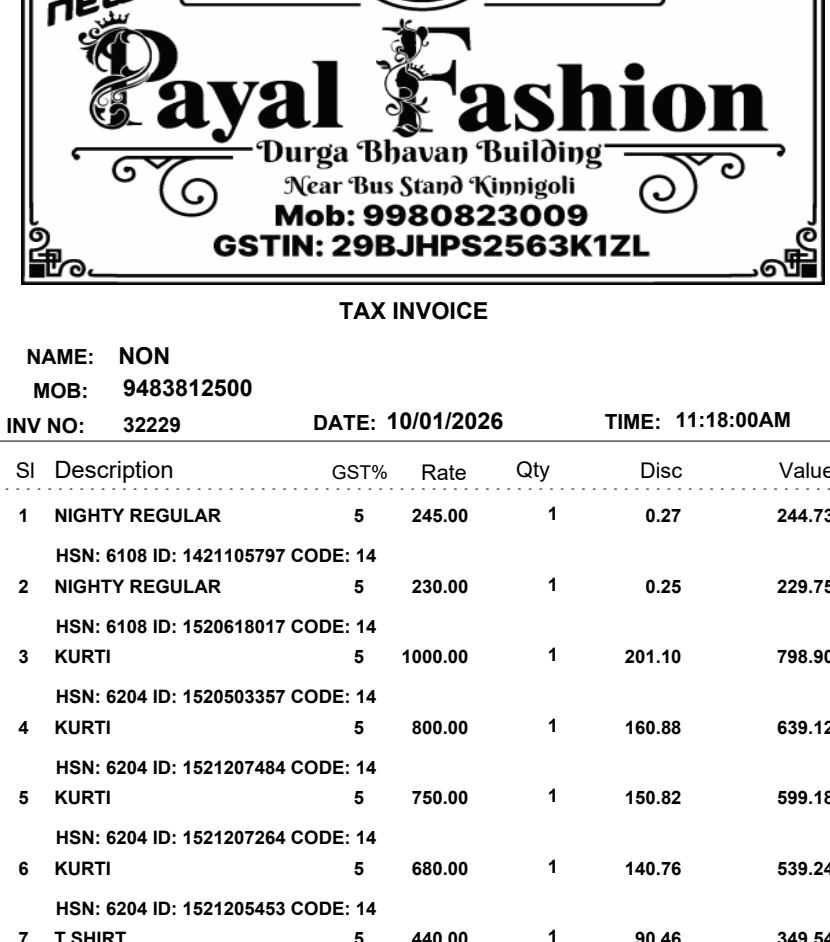 new
Payal Fashion
Durga Bhavan Building
Near Bus Stand Kinnigoli
Mob: 9980823009
GSTIN: 29BJHPS2563K1ZL
TAX INVOICE
NAME: NON
MOB: 9483812500
INV NO: 32229 DATE: 10/01/2026 TIME: 11:18:00AM
Sl Description GST% Rate Qty Disc Value
1 NIGHTY REGULAR 5 245.00 1 0.27 244.73
HSN: 6108 ID: 1421105797 CODE: 14
2 NIGHTY REGULAR 5 230.00 1 0.25 229.75
HSN: 6108 ID: 1520618017 CODE: 14
3 KURTI 5 1000.00 1 201.10 798.90
HSN: 6204 ID: 1520503357 CODE: 14
4 KURTI 5 800.00 1 160.88 639.12
HSN: 6204 ID: 1521207484 CODE: 14
5 KURTI 5 750.00 1 150.82 599.18
HSN: 6204 ID: 1521207264 CODE: 14
6 KURTI 5 680.00 1 140.76 539.24
HSN: 6204 ID: 1521205453 CODE: 14
7 T SHIRT 5 440.00 1 90.46 349.54